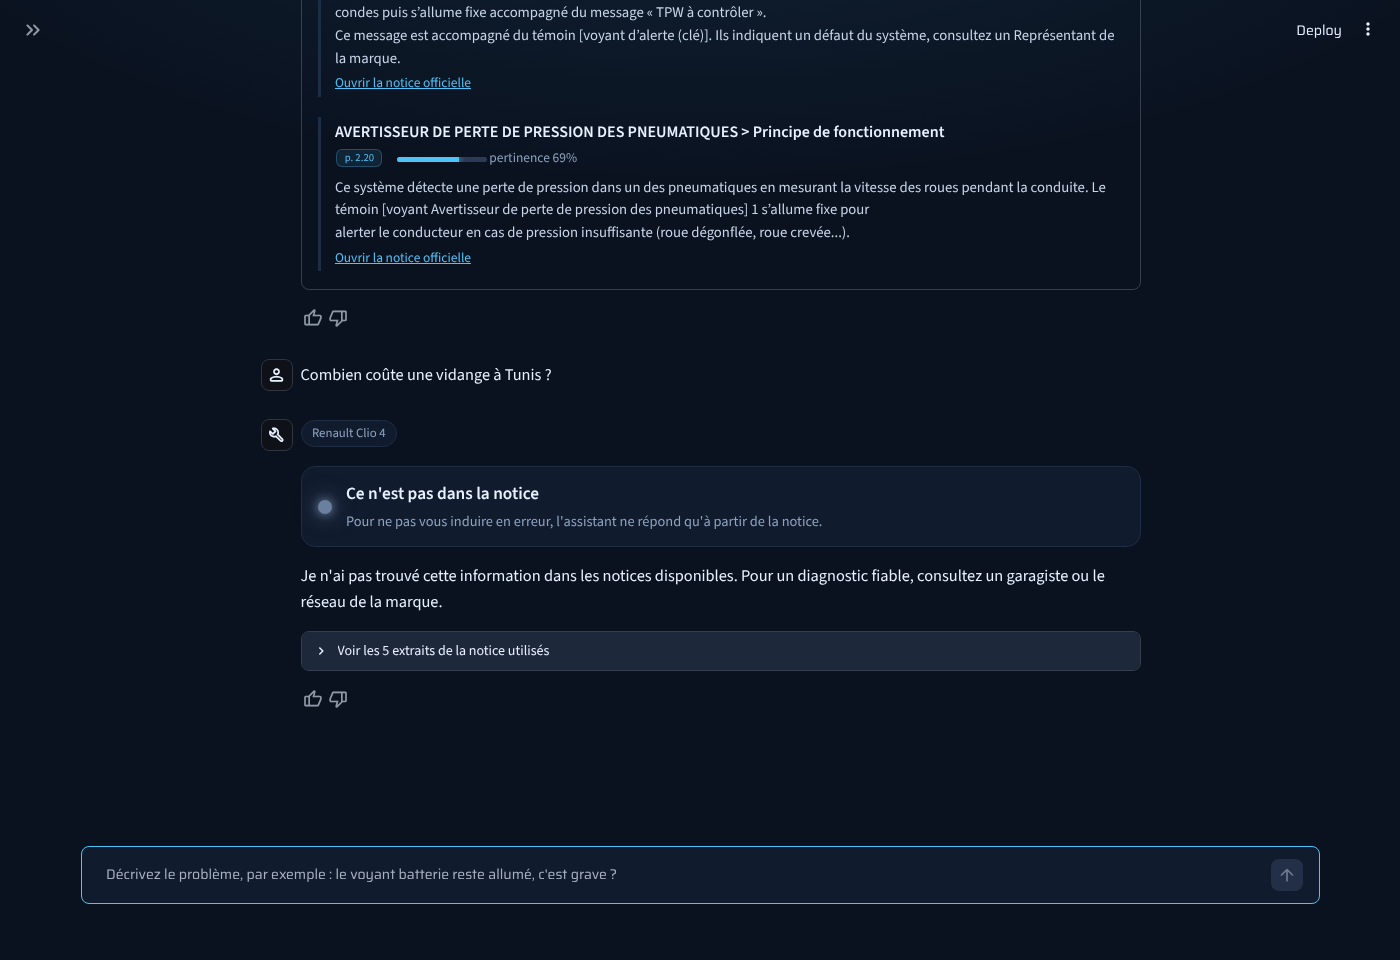 condes puis s’allume fixe accompagné du message « TPW à contrôler ».
Deploy
Ce message est accompagné du témoin [voyant d’alerte (clé)]. Ils indiquent un défaut du système, consultez un Représentant de
la marque.
Ouvrir la notice officielle
AVERTISSEUR DE PERTE DE PRESSION DES PNEUMATIQUES > Principe de fonctionnement
p. 2.20 pertinence 69%
Ce système détecte une perte de pression dans un des pneumatiques en mesurant la vitesse des roues pendant la conduite. Le
témoin [voyant Avertisseur de perte de pression des pneumatiques] 1 s’allume fixe pour
alerter le conducteur en cas de pression insuffisante (roue dégonflée, roue crevée...).
Ouvrir la notice officielle
Combien coûte une vidange à Tunis ?
Renault Clio 4
Ce n'est pas dans la notice
Pour ne pas vous induire en erreur, l'assistant ne répond qu'à partir de la notice.
Je n'ai pas trouvé cette information dans les notices disponibles. Pour un diagnostic fiable, consultez un garagiste ou le
réseau de la marque.
Voir les 5 extraits de la notice utilisés
Décrivez le problème, par exemple : le voyant batterie reste allumé, c'est grave ?